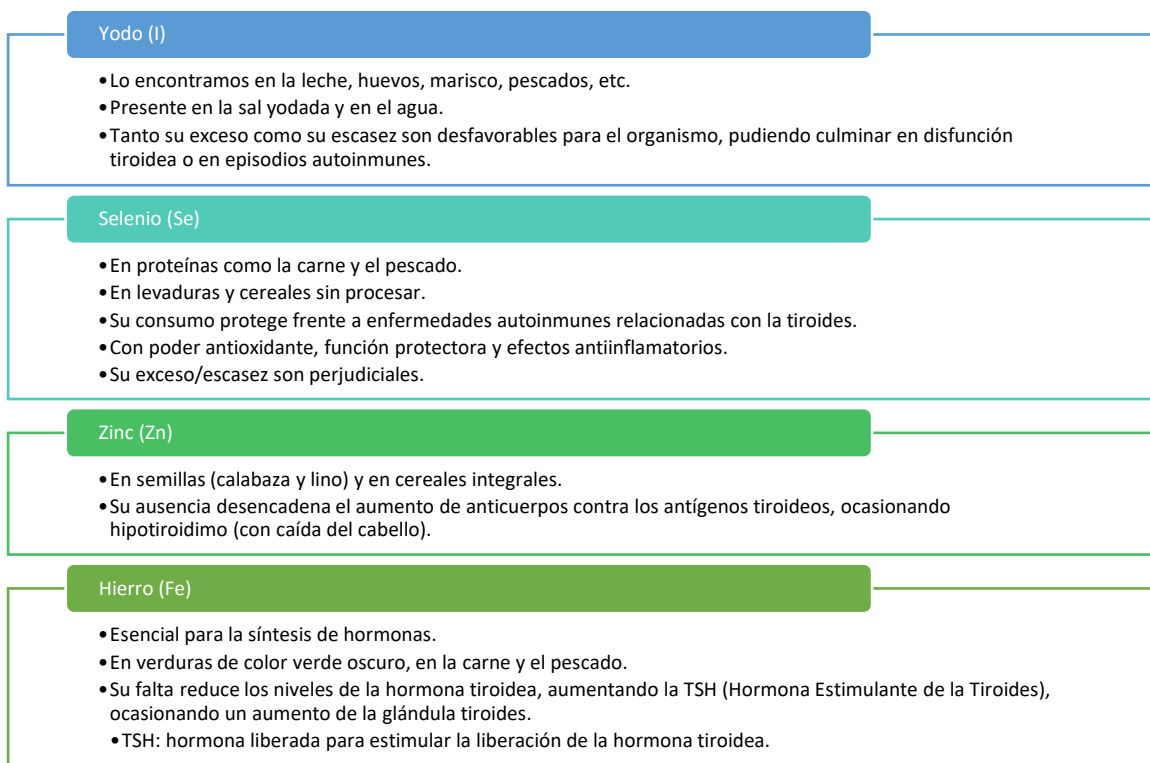 Yodo (I)
•Lo encontramos en la leche, huevos, marisco, pescados, etc.
•Presente en la sal yodada y en el agua.
•Tanto su exceso como su escasez son desfavorables para el organismo, pudiendo culminar en disfunción
tiroidea o en episodios autoinmunes.
Selenio (Se)
•En proteínas como la carne y el pescado.
•En levaduras y cereales sin procesar.
•Su consumo protege frente a enfermedades autoinmunes relacionadas con la tiroides.
•Con poder antioxidante, función protectora y efectos antiinflamatorios.
•Su exceso/escasez son perjudiciales.
Zinc (Zn)
•En semillas (calabaza y lino) y en cereales integrales.
•Su ausencia desencadena el aumento de anticuerpos contra los antígenos tiroideos, ocasionando
hipotiroidimo (con caída del cabello).
Hierro (Fe)
•Esencial para la síntesis de hormonas.
•En verduras de color verde oscuro, en la carne y el pescado.
•Su falta reduce los niveles de la hormona tiroidea, aumentando la TSH (Hormona Estimulante de la Tiroides),
ocasionando un aumento de la glándula tiroides.
•TSH: hormona liberada para estimular la liberación de la hormona tiroidea.